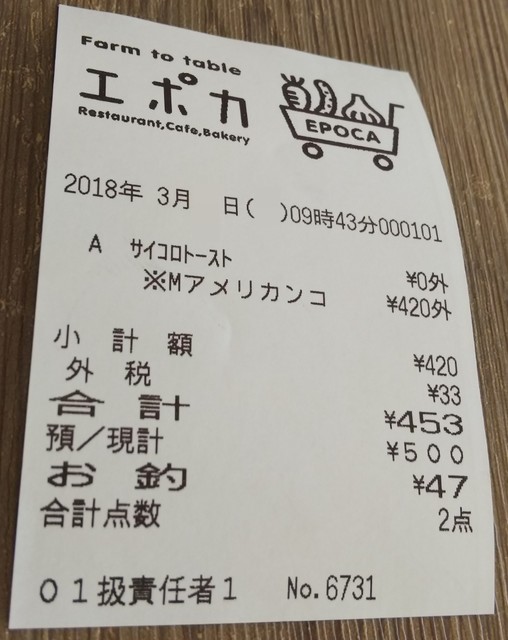 Farm to table
エポカ
Restaurant,Cafe,Bakery
EPOCA
2018年 3月 日( )09時43分000101
A サイコロトースト ¥0外
※Mアメリカンコ ¥420外
小計額 ¥420
外税 ¥33
合計 ¥453
預/現計 ¥500
お釣 ¥47
合計点数 2点
01扱責任者1 No.6731